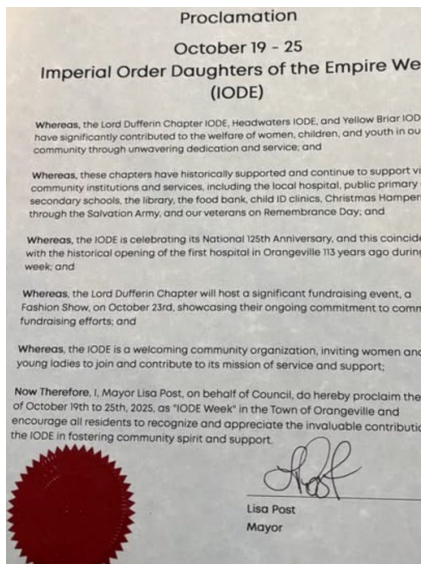 Proclamation
October 19 - 25
Imperial Order Daughters of the Empire We
(IODE)
Whereas, the Lord Dufferin Chapter IODE, Headwaters IODE, and Yellow Briar IOD
have significantly contributed to the welfare of women, children, and youth in ou
community through unwavering dedication and service; and
Whereas, these chapters have historically supported and continue to support vi
community institutions and services, including the local hospital, public primary
secondary schools, the library, the food bank, child ID clinics, Christmas Hamper
through the Salvation Army, and our veterans on Remembrance Day; and
Whereas, the IODE is celebrating its National 125th Anniversary, and this coincide
with the historical opening of the first hospital in Orangeville 113 years ago durin
week; and
Whereas, the Lord Dufferin Chapter will host a significant fundraising event, a
Fashion Show, on October 23rd, showcasing their ongoing commitment to comm
fundraising efforts; and
Whereas, the IODE is a welcoming community organization, inviting women and
young ladies to join and contribute to its mission of service and support;
Now Therefore, I, Mayor Lisa Post, on behalf of Council, do hereby proclaim the
of October 19th to 25th, 2025, as "IODE Week" in the Town of Orangeville and
encourage all residents to recognize and appreciate the invaluable contributi
the IODE in fostering community spirit and support.
Lisa Post
Mayor